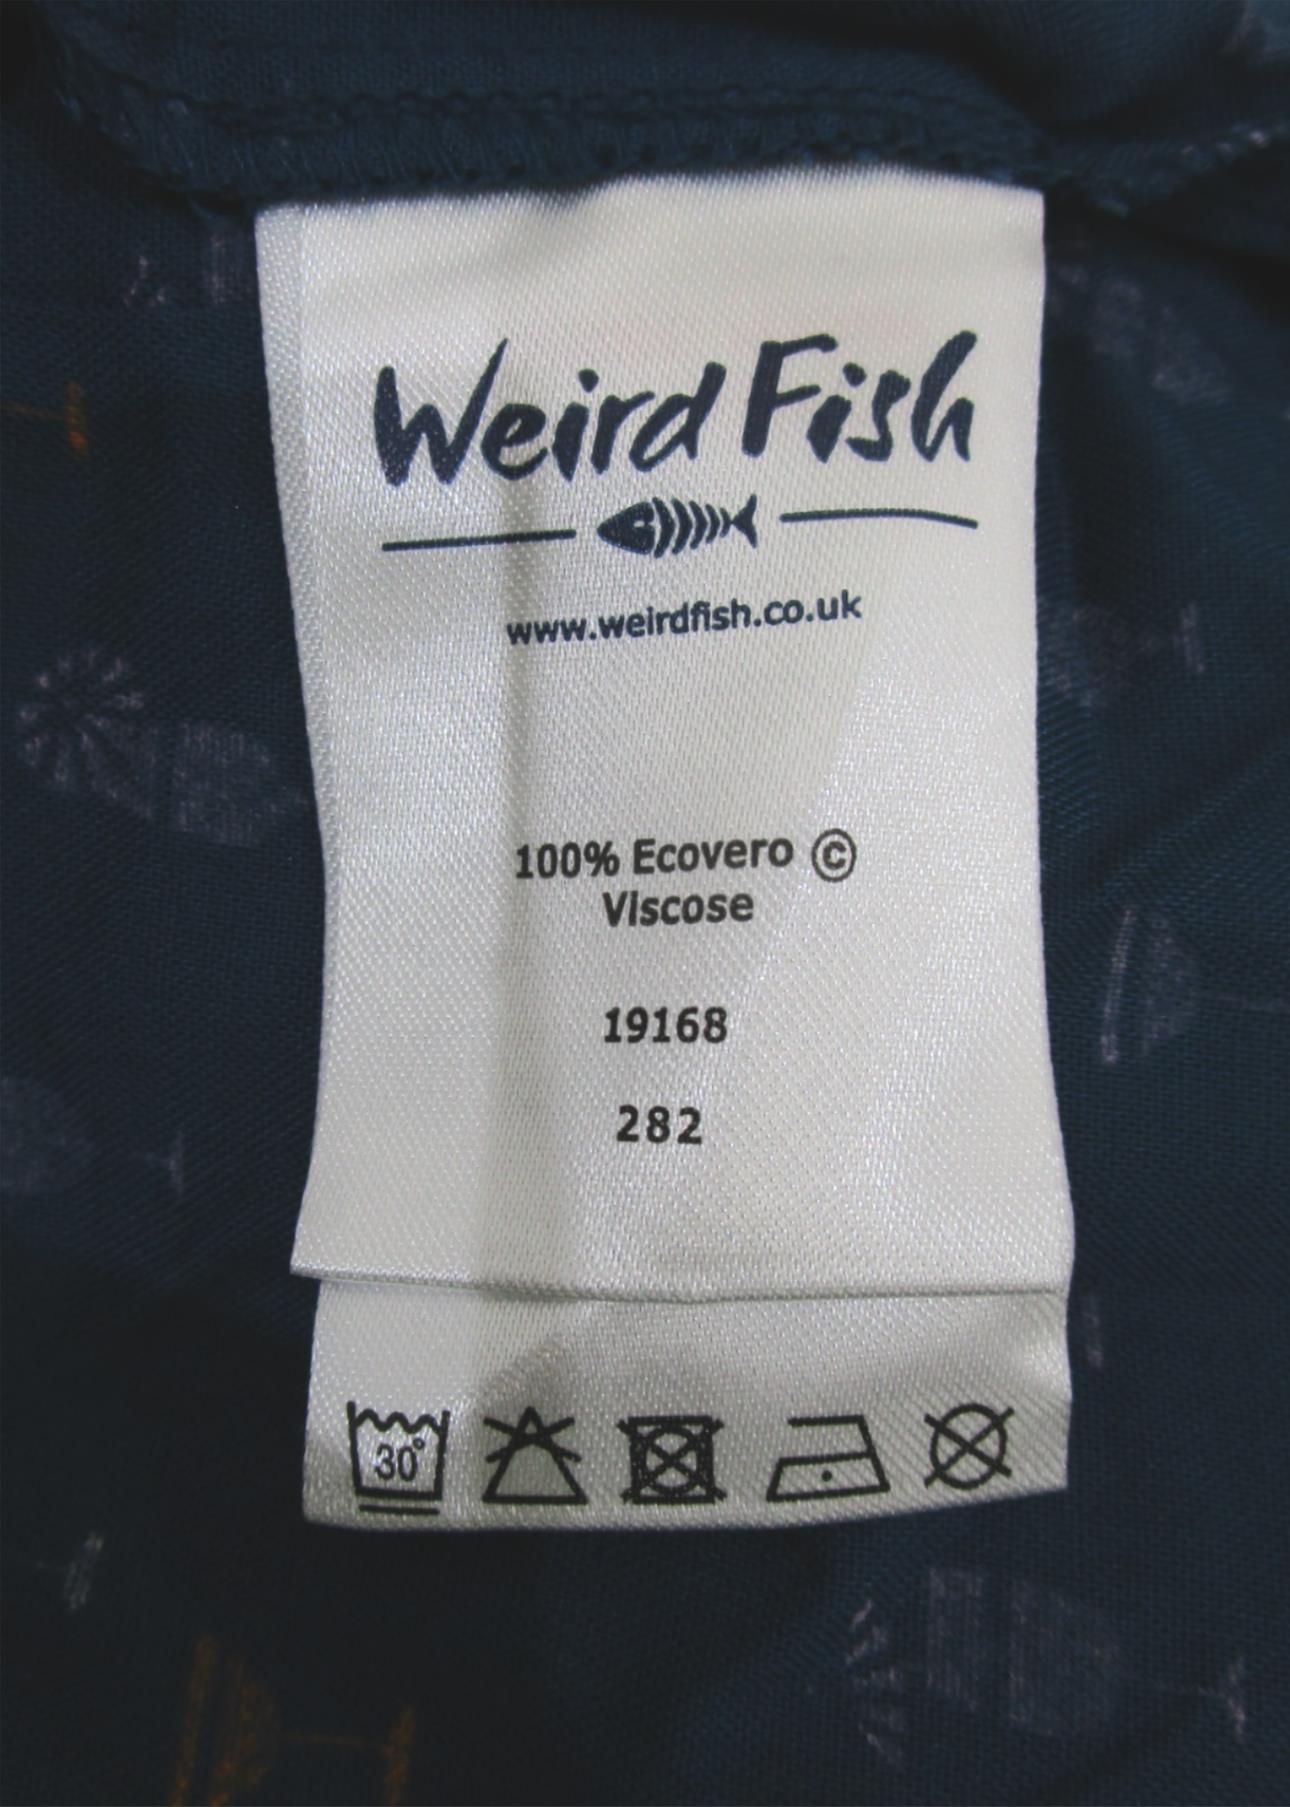 Weird Fish
www.weirdfish.co.uk
100% Ecovero ©
Viscose
19168
282
30°